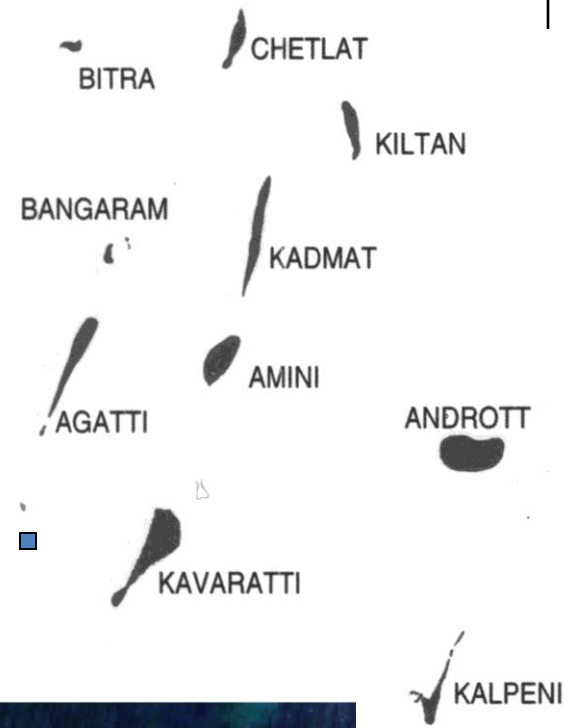 CHETLAT
BITRA
KILTAN
BANGARAM
KADMAT
AMINI
ANDROTT
AGATTI
KAVARATTI
KALPENI